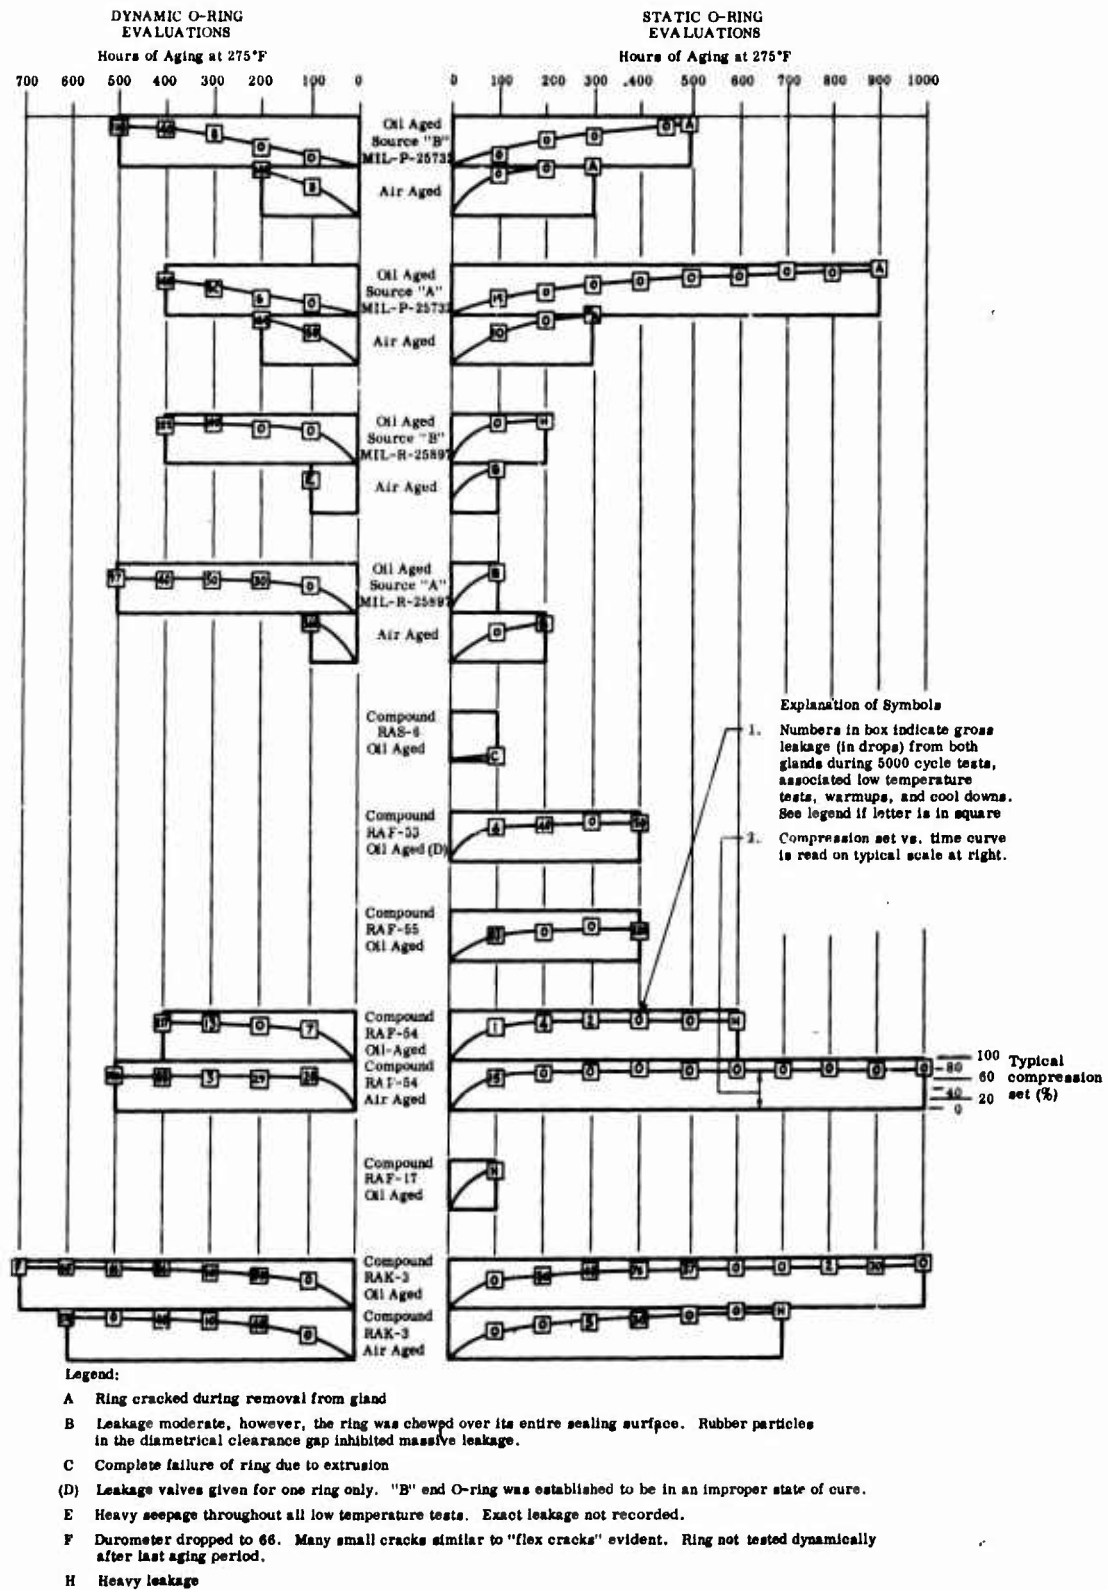 DYNAMIC O-RING
EVALUATIONS
Hours of Aging at 275°F
700 600 500 400 300 200 100 0
STATIC O-RING
EVALUATIONS
Hours of Aging at 275°F
0 100 200 300 400 500 600 700 800 900 1000
Oil Aged
Source "B"
MIL-P-2573
Air Aged
Oil Aged
Source "A"
MIL-P-2573
Air Aged
Oil Aged
Source "B"
MIL-R-2589
Air Aged
Oil Aged
Source "A"
MIL-R-2589
Air Aged
Compound
RAS-6
Oil Aged
C
Compound
RAF-53
Oil Aged (D)
Compound
RAF-55
Oil Aged
Compound
RAF-54
Oil-Aged
Compound
RAF-54
Air Aged
Compound
RAF-17
Oil Aged
H
Compound
RAK-3
Oil Aged
Compound
RAK-3
Air Aged
Explanation of Symbols
1. Numbers in box indicate gross
leakage (in drops) from both
glands during 5000 cycle tests,
associated low temperature
tests, warmups, and cool downs.
See legend if letter is in square
2. Compression set vs. time curve
is read on typical scale at right.
100
80
60
40
20
0
Typical
compression
set (%)
Legend:
A Ring cracked during removal from gland
B Leakage moderate, however, the ring was chewed over its entire sealing surface. Rubber particles
in the diametrical clearance gap inhibited massive leakage.
C Complete failure of ring due to extrusion
(D) Leakage valves given for one ring only. "B" end O-ring was established to be in an improper state of cure.
E Heavy seepage throughout all low temperature tests. Exact leakage not recorded.
F Durometer dropped to 66. Many small cracks similar to "flex cracks" evident. Ring not tested dynamically
after last aging period.
H Heavy leakage